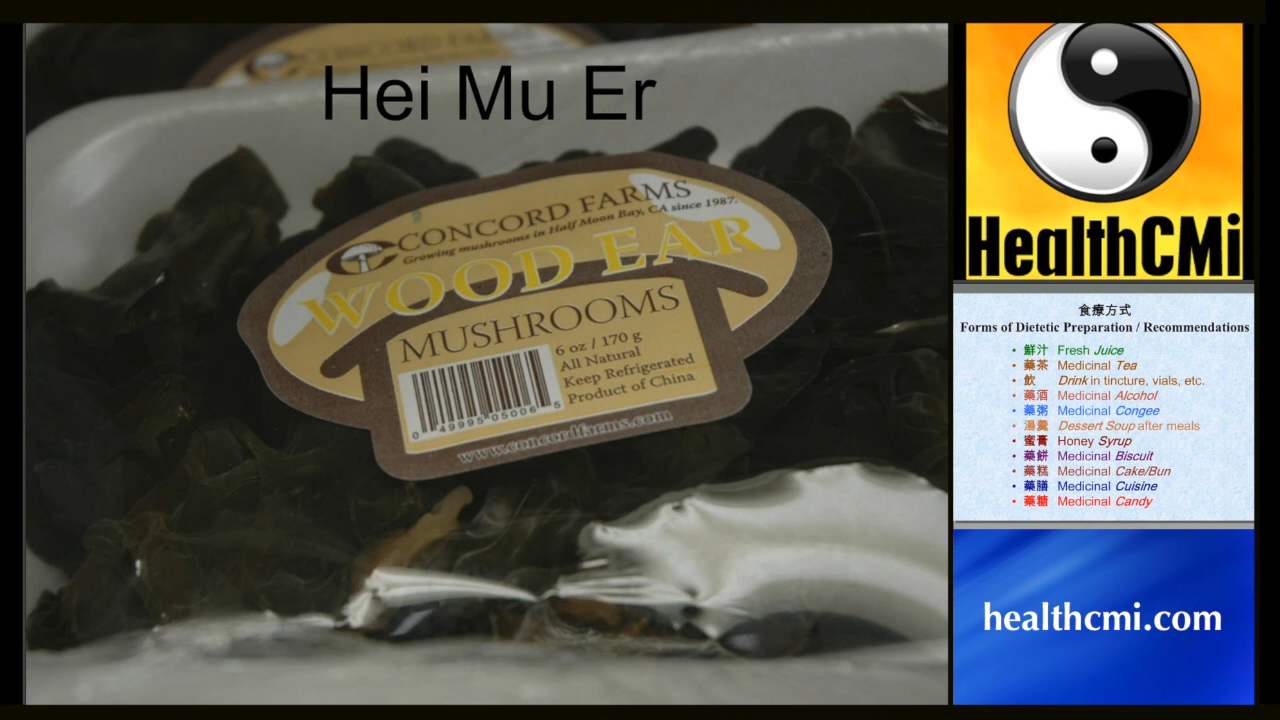 CONCORD FA
Hei Mu Er
CONCORD FARMS
Growing mushrooms in Half Moon Bay, CA since 1987.
WOOD EAR
MUSHROOMS
6 oz / 170 g
All Natural
Keep Refrigerated
Product of China
0 49995 05006 5
www.concordfarms.com
HealthCMi
食療方式
Forms of Dietetic Preparation / Recommendations
• 鮮汁 Fresh Juice
• 藥茶 Medicinal Tea
• 飲 Drink in tincture, vials, etc.
• 藥酒 Medicinal Alcohol
• 藥粥 Medicinal Congee
• 湯羹 Dessert Soup after meals
• 蜜膏 Honey Syrup
• 藥餅 Medicinal Biscuit
• 藥糕 Medicinal Cake/Bun
• 藥膳 Medicinal Cuisine
• 藥糖 Medicinal Candy
healthcmi.com